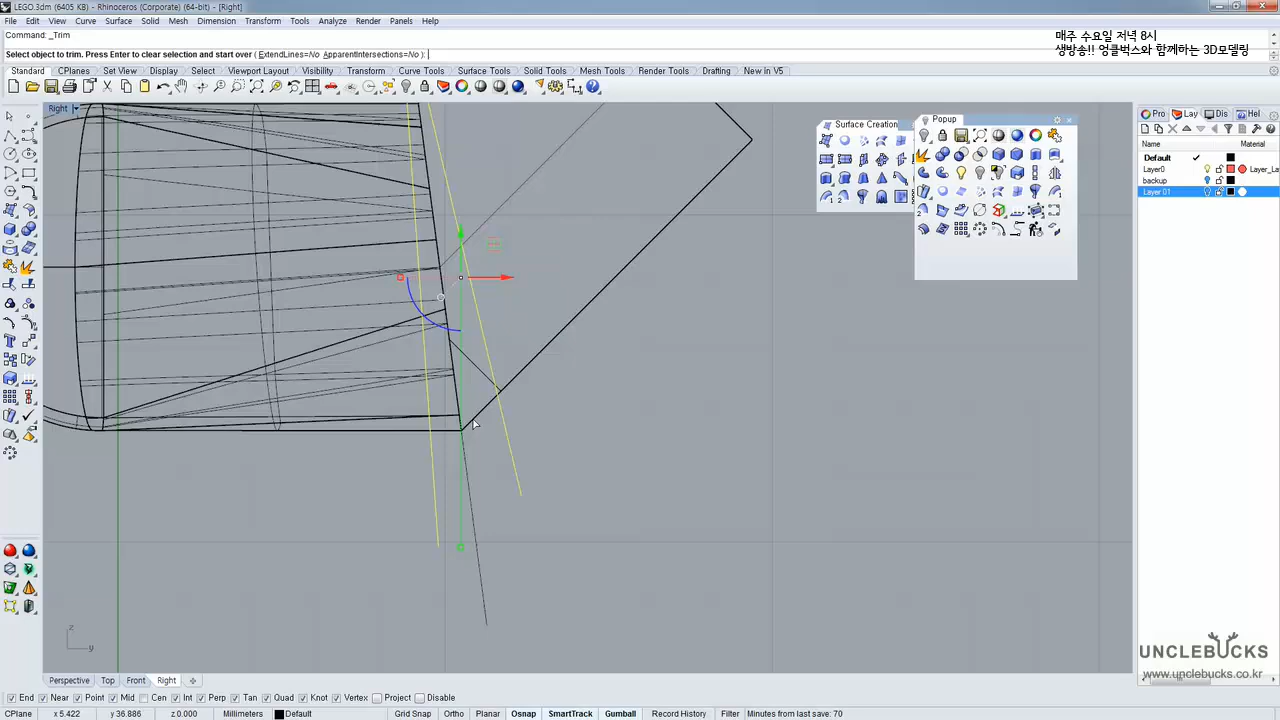 LEGO.3dm (6405 KB) - Rhinoceros (Corporate) (64-bit) - [Right]
File Edit View Curve Surface Solid Mesh Dimension Transform Tools Analyze Render Panels Help
Command: _Trim
Select object to trim. Press Enter to clear selection and start over ( ExtendLines=No ApparentIntersections=No ):
매주 수요일 저녁 8시
생방송!! 엉클벅스와 함께하는 3D모델링
Standard CPlanes Set View Display Select Viewport Layout Visibility Transform Curve Tools Surface Tools Solid Tools Mesh Tools Render Tools Drafting New in V5
Right
Surface Creation
Popup
Pro Lay Dis Hel
Name Material
Default
Layer0 Layer_La
backup
Layer 01
z
y
UNCLEBUCKS
www.unclebucks.co.kr
Perspective Top Front Right
End Near Point Mid Cen Int Perp Tan Quad Knot Vertex Project Disable
CPlane x 5.422 y 36.886 z 0.000 Millimeters Default Grid Snap Ortho Planar Osnap SmartTrack Gumball Record History Filter Minutes from last save: 70